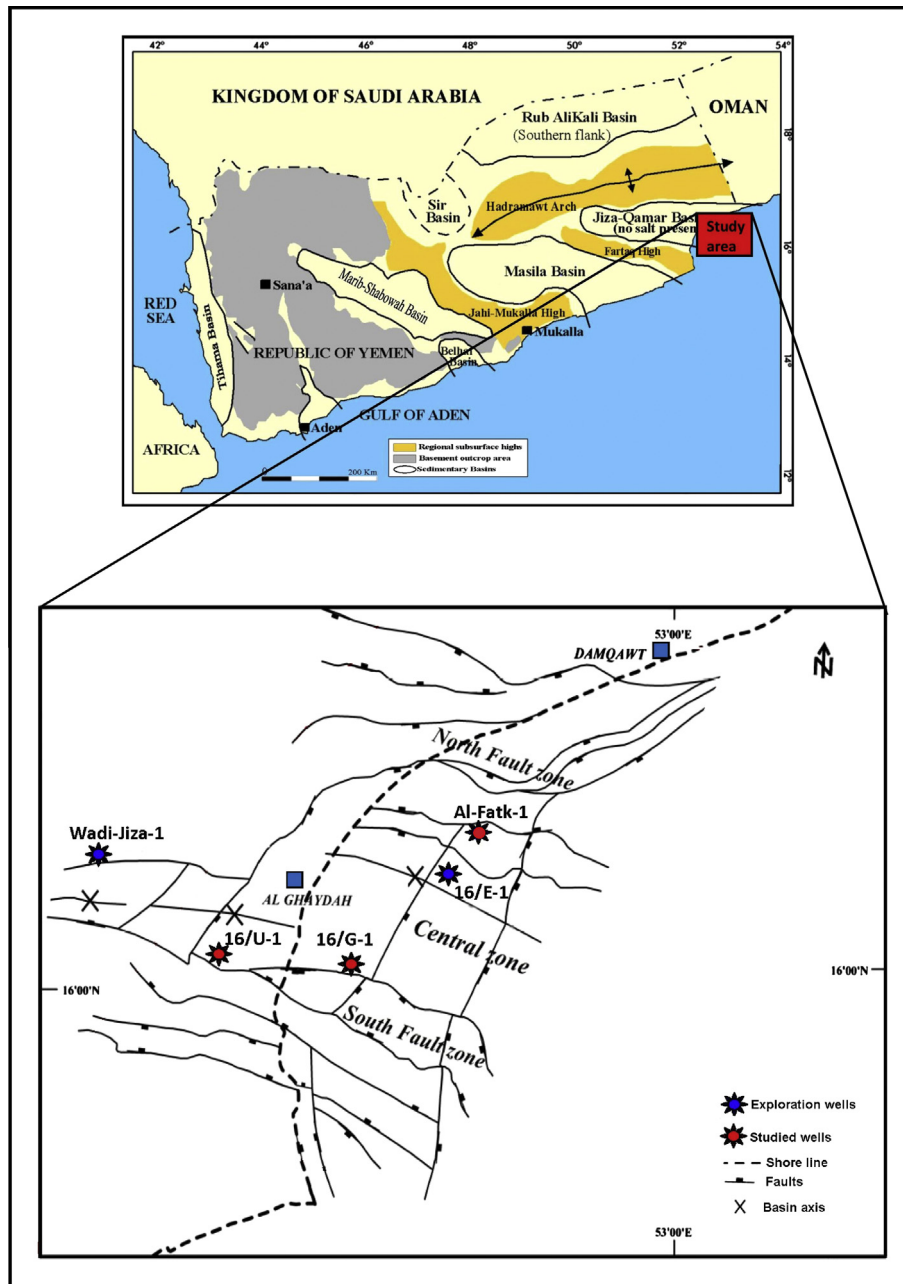 42°
44°
46°
48°
50°
52°
54°
KINGDOM OF SAUDI ARABIA
OMAN
Rub AliKali Basin
(Southern flank)
18°
Sir
Basin
Hadramawt Arch
Jiza-Qamar Bas
(no salt presen
Study
area
16°
Fartaq High
Masila Basin
Marib-Shabowah Basin
Sana'a
RED
SEA
Tihama Basin
Jahi-Mukalla High
Mukalla
REPUBLIC OF YEMEN
Belhaf
Basin
14°
GULF OF ADEN
Aden
AFRICA
Regional subsurface highs
Basement outcrop area
Sedimentary Basins
0
200 Km
12°
53°00'E
DAMQAWT
N
North Fault zone
Al-Fatk-1
Wadi-Jiza-1
AL GHAYDAH
16/E-1
16/U-1
16/G-1
Central zone
16°00'N
16°00'N
South Fault zone
Exploration wells
Studied wells
Shore line
Faults
Basin axis
53°00'E